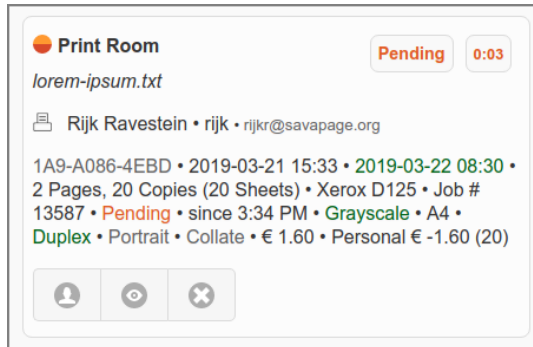 Print Room
Pending
0:03
lorem-ipsum.txt
Rijk Ravestein • rijk • rijkr@savapage.org
1A9-A086-4EBD • 2019-03-21 15:33 • 2019-03-22 08:30 •
2 Pages, 20 Copies (20 Sheets) • Xerox D125 • Job #
13587 • Pending • since 3:34 PM • Grayscale • A4 •
Duplex • Portrait • Collate • € 1.60 • Personal € -1.60 (20)